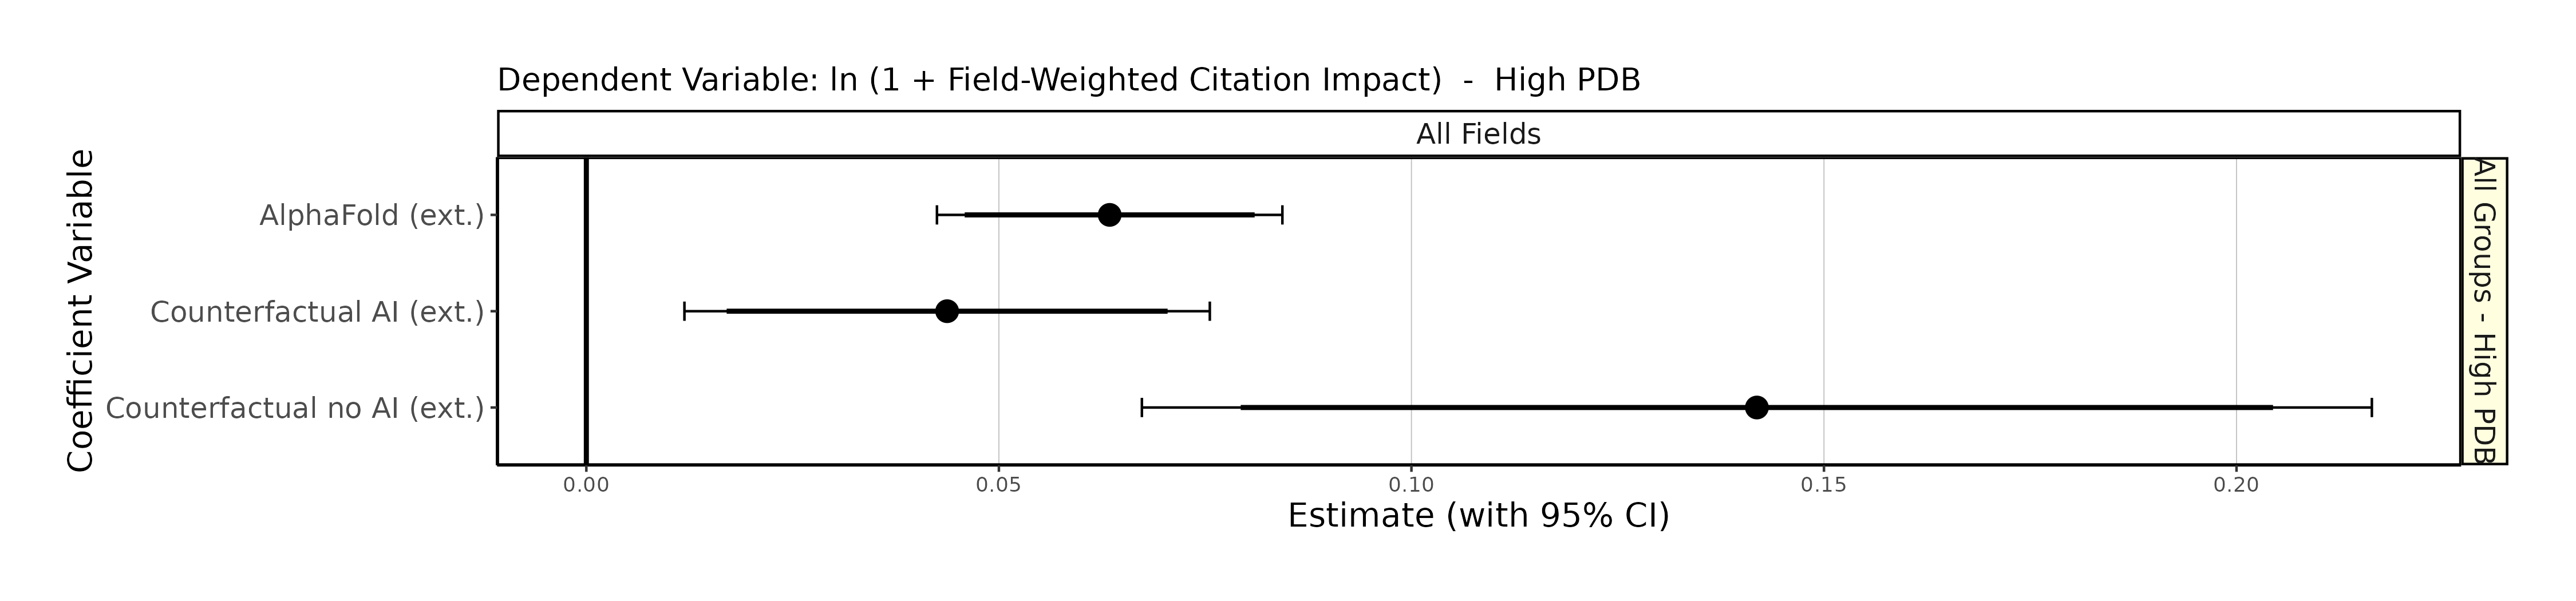 Dependent Variable: ln (1 + Field-Weighted Citation Impact)  -  High PDB
All Fields
Coefficient Variable
AlphaFold (ext.)
Counterfactual AI (ext.)
Counterfactual no AI (ext.)
All Groups - High PDB
0.00
0.05
0.10
0.15
0.20
Estimate (with 95% CI)